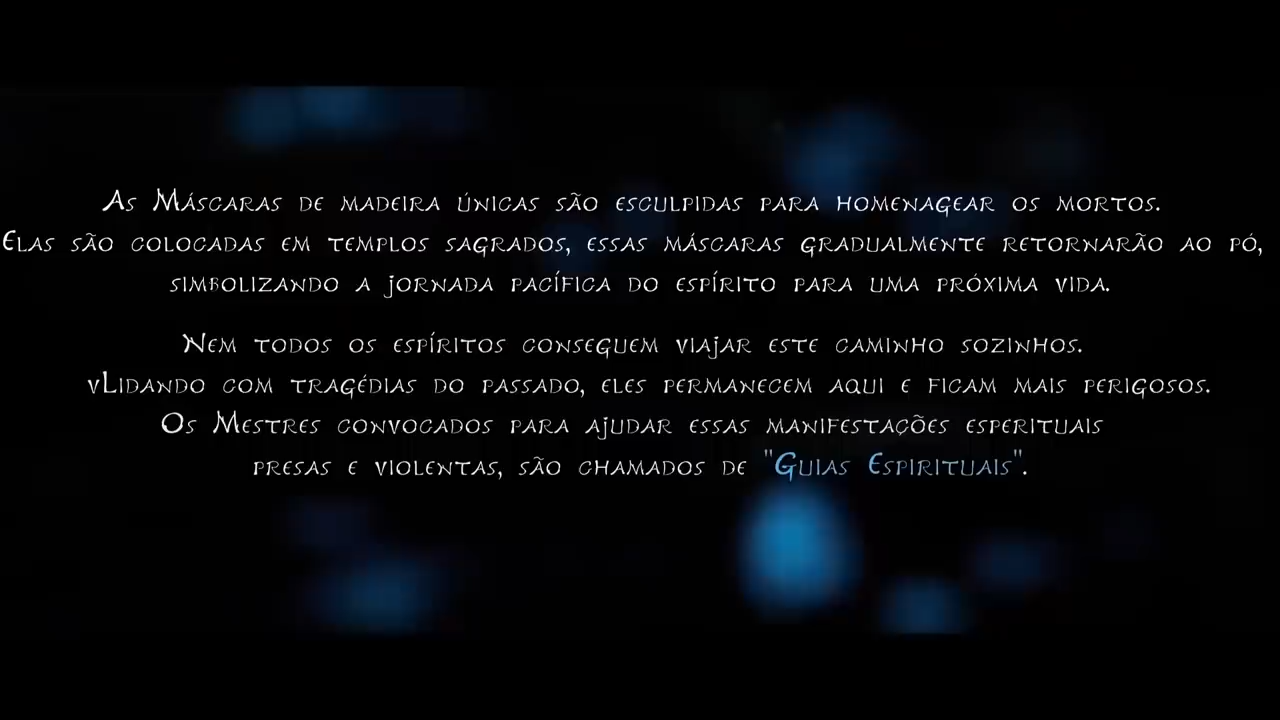 As Máscaras de madeira únicas são esculpidas para homenagear os mortos.
Elas são colocadas em templos sagrados, essas máscaras gradualmente retornarão ao pó,
simbolizando a jornada pacífica do espírito para uma próxima vida.
Nem todos os espíritos conseguem viajar este caminho sozinhos.
vLidando com tragédias do passado, eles permanecem aqui e ficam mais perigosos.
Os Mestres convocados para ajudar essas manifestações esperituais
presas e violentas, são chamados de "Guias Espirituais".